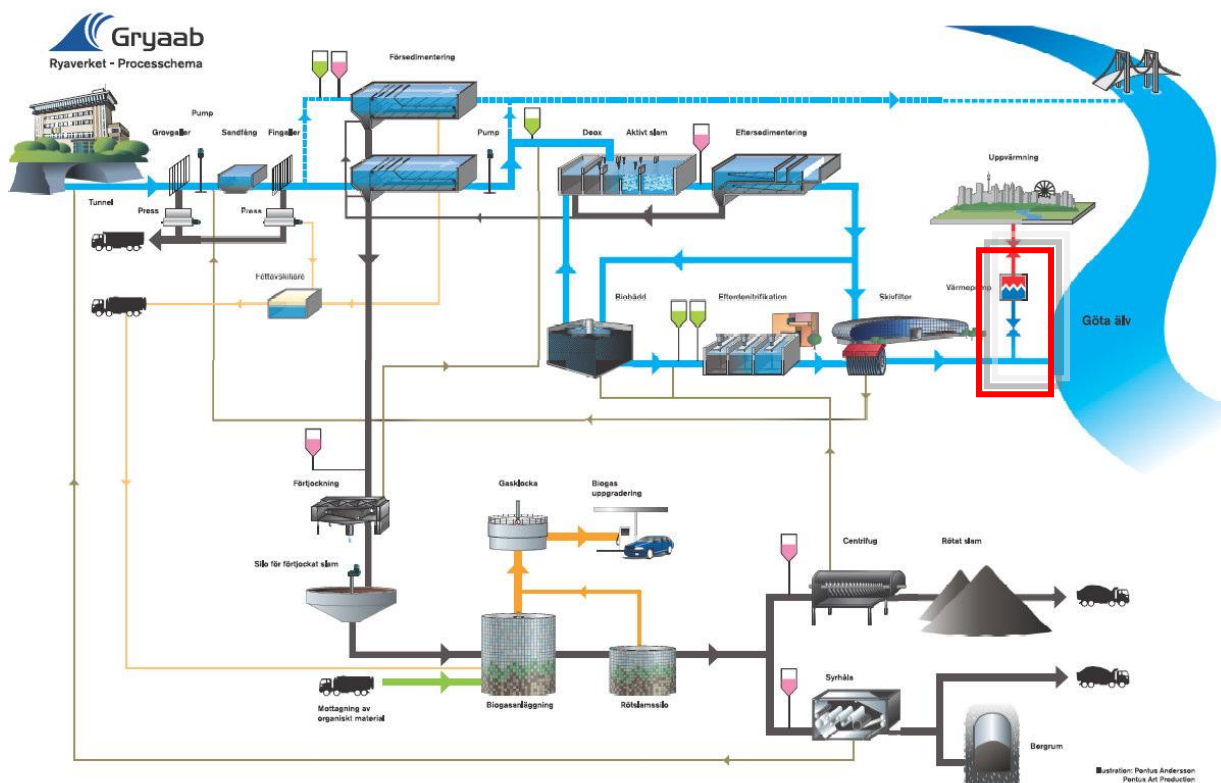 Gryaab
Ryaverket - Processchema
Försedimentering
Pump
Grovgaller
Sandfång
Fingaller
Pump
Deox
Aktivt slam
Eftersedimentering
Uppvärmning
Tunnel
Press
Press
Fettavskiljare
Biobädd
Efterdenitrifikation
Skivfilter
Värmepump
Göta älv
Förtjockning
Gasklocka
Biogas
uppgradering
Centrifug
Rötat slam
Silo för förtjockat slam
Syrhåla
Mottagning av
organiskt material
Biogasanläggning
Rötslamssilo
Bergrum
Illustration: Pontus Andersson
Pontus Art Production